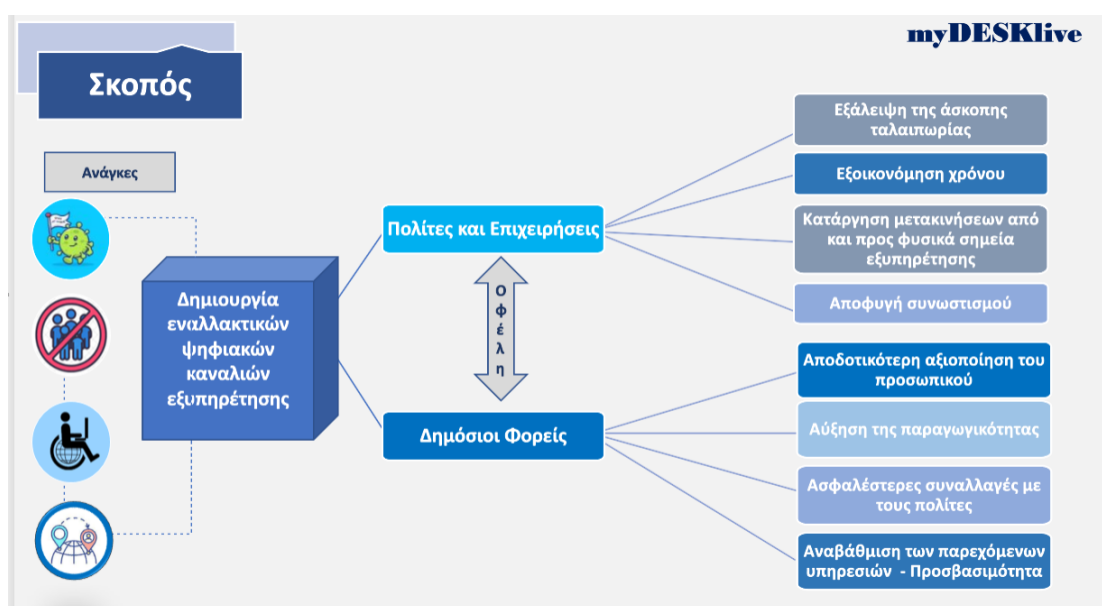 myDESKlive
Σκοπός
Ανάγκες
Δημιουργία
εναλλακτικών
ψηφιακών
καναλιών
εξυπηρέτησης
Πολίτες και Επιχειρήσεις
Οφέλη
Δημόσιοι Φορείς
Εξάλειψη της άσκοπης
ταλαιπωρίας
Εξοικονόμηση χρόνου
Κατάργηση μετακινήσεων από
και προς φυσικά σημεία
εξυπηρέτησης
Αποφυγή συνωστισμού
Αποδοτικότερη αξιοποίηση του
προσωπικού
Αύξηση της παραγωγικότητας
Ασφαλέστερες συναλλαγές με
τους πολίτες
Αναβάθμιση των παρεχόμενων
υπηρεσιών - Προσβασιμότητα